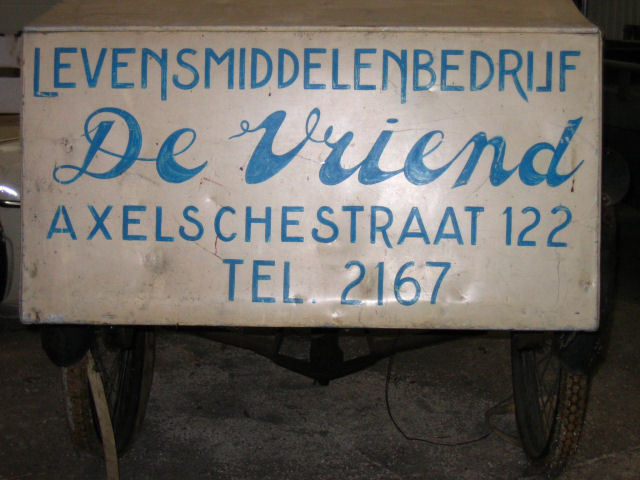 LEVENSMIDDELENBEDRIJF
De Vriend
AXELSCHESTRAAT 122
TEL. 2167